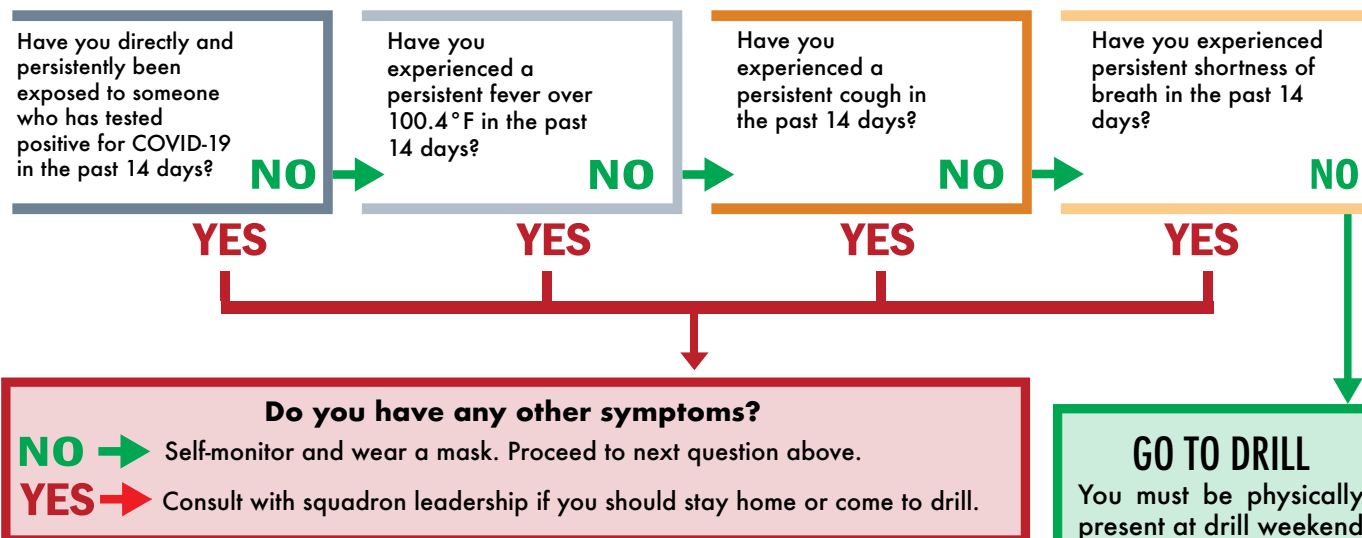 Have you directly and
persistently been
exposed to someone
who has tested
positive for COVID-19
in the past 14 days?
NO
Have you
experienced a
persistent fever over
100.4°F in the past
14 days?
NO
Have you
experienced a
persistent cough in
the past 14 days?
NO
Have you experienced
persistent shortness of
breath in the past 14
days?
NO
YES
YES
YES
YES
Do you have any other symptoms?
NO Self-monitor and wear a mask. Proceed to next question above.
YES Consult with squadron leadership if you should stay home or come to drill.
GO TO DRILL
You must be physically
present at drill weekend